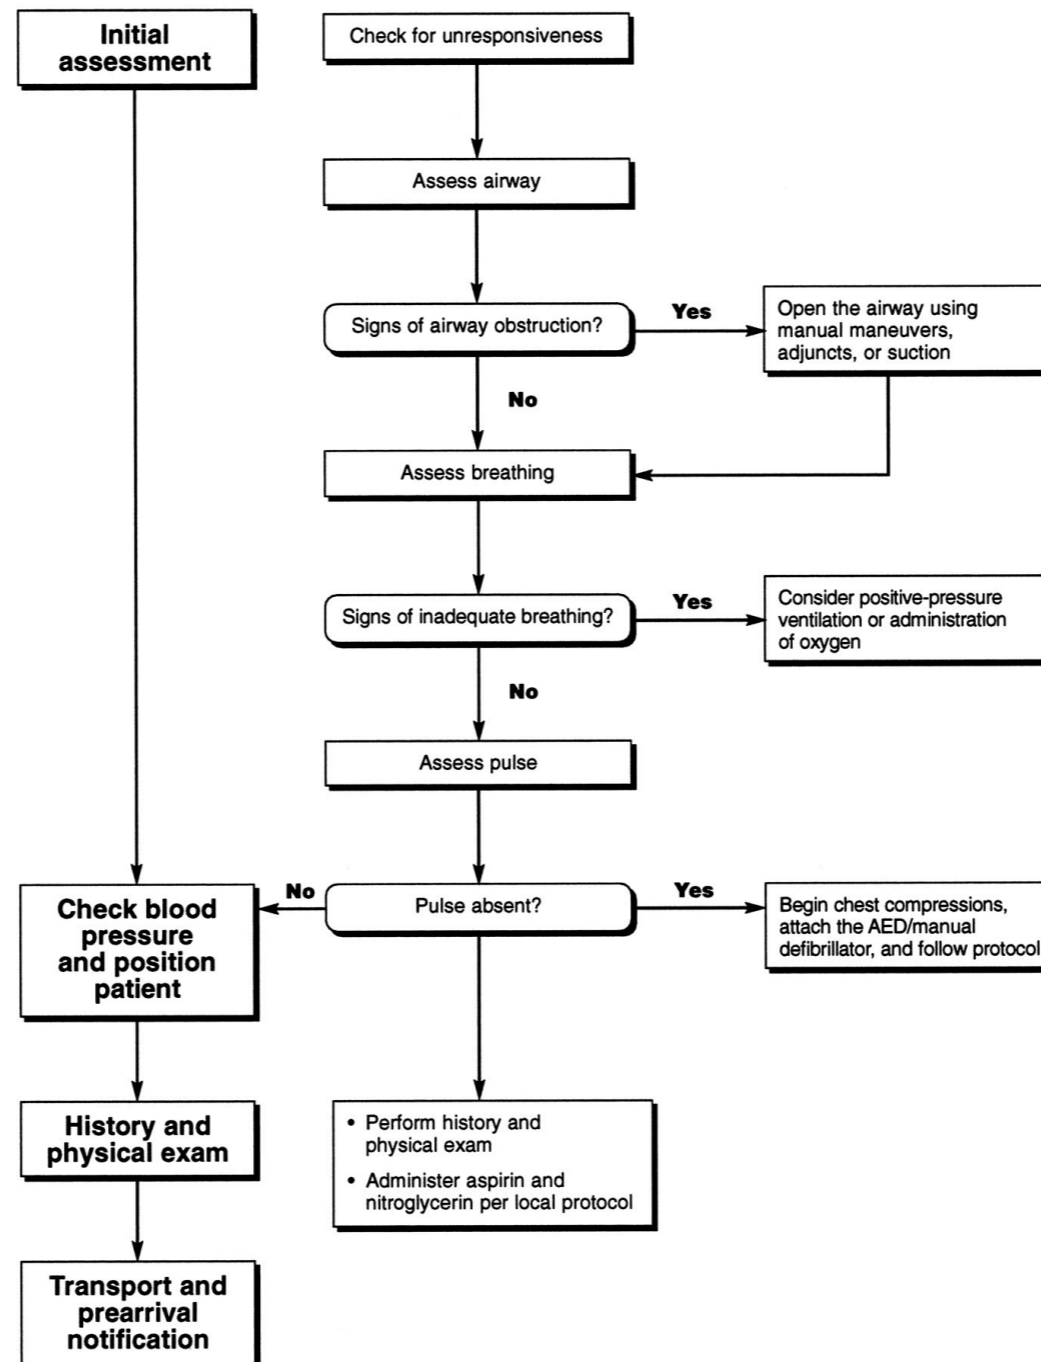 Initial
assessment
Check for unresponsiveness
Assess airway
Signs of airway obstruction?
Yes
Open the airway using
manual maneuvers,
adjuncts, or suction
No
Assess breathing
Signs of inadequate breathing?
Yes
Consider positive-pressure
ventilation or administration
of oxygen
No
Assess pulse
Check blood
pressure
and position
patient
No
Pulse absent?
Yes
Begin chest compressions,
attach the AED/manual
defibrillator, and follow protocol
History and
physical exam
• Perform history and
physical exam
• Administer aspirin and
nitroglycerin per local protocol
Transport and
prearrival
notification